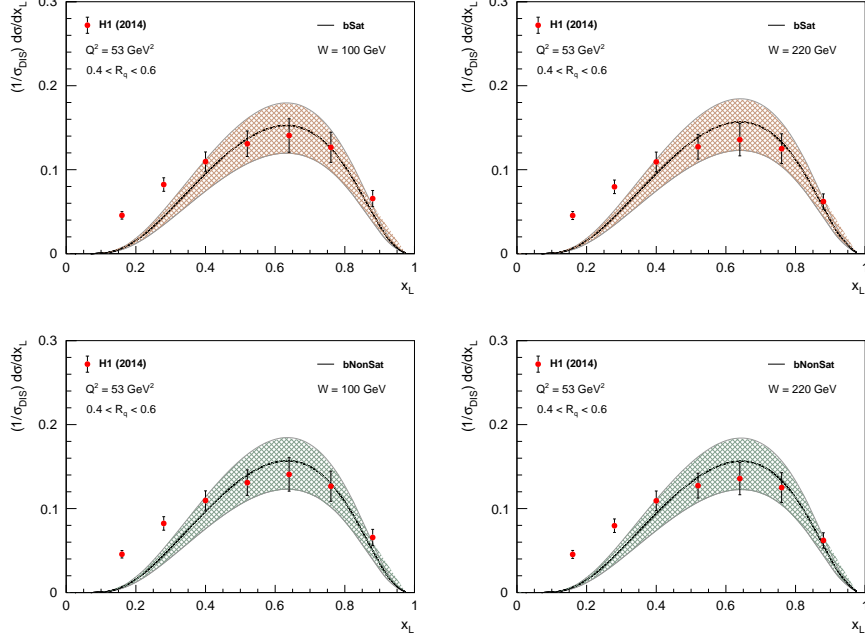 (1/σ_DIS) dσ/dx_L
0.3
0.2
0.1
0
H1 (2014)
bSat
Q² = 53 GeV²
W = 100 GeV
0.4 < R_q < 0.6
0 0.2 0.4 0.6 0.8 1
x_L
(1/σ_DIS) dσ/dx_L
0.3
0.2
0.1
0
H1 (2014)
bSat
Q² = 53 GeV²
W = 220 GeV
0.4 < R_q < 0.6
0 0.2 0.4 0.6 0.8 1
x_L
(1/σ_DIS) dσ/dx_L
0.3
0.2
0.1
0
H1 (2014)
bNonSat
Q² = 53 GeV²
W = 100 GeV
0.4 < R_q < 0.6
0 0.2 0.4 0.6 0.8 1
x_L
(1/σ_DIS) dσ/dx_L
0.3
0.2
0.1
0
H1 (2014)
bNonSat
Q² = 53 GeV²
W = 220 GeV
0.4 < R_q < 0.6
0 0.2 0.4 0.6 0.8 1
x_L